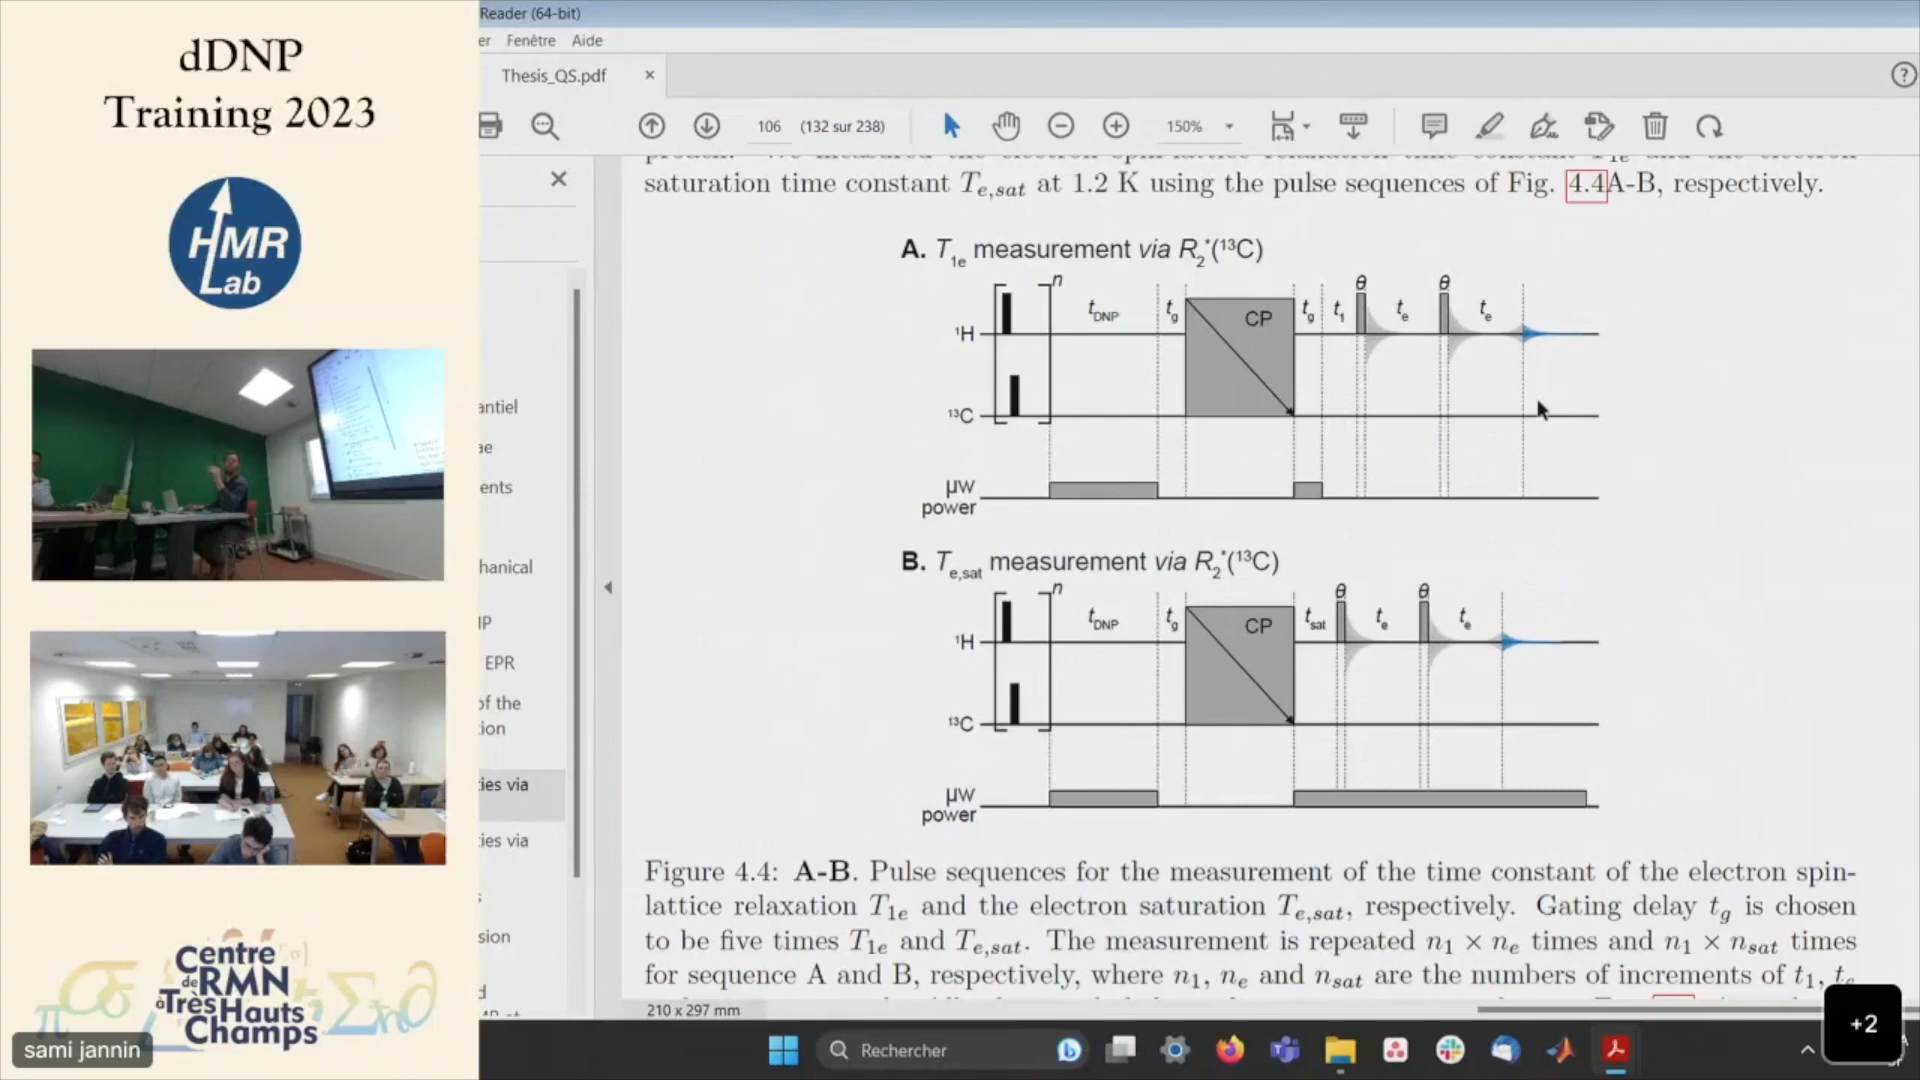 dDNP
Training 2023
HMR
Lab
Centre
de RMN
à Très
Hauts
Champs
sami jannin
Reader (64-bit)
er Fenêtre Aide
Thesis_QS.pdf ×
106 (132 sur 238) 150%
antiel
ae
ents
hanical
IP
EPR
of the
ion
ies via
ies via
s
sion
d
saturation time constant T_e,sat at 1.2 K using the pulse sequences of Fig. 4.4A-B, respectively.
A. T_1e measurement via R_2^*(^13C)
n
t_DNP t_g CP t_g t_1 θ t_e θ t_e
^1H
^13C
μW
power
B. T_e,sat measurement via R_2^*(^13C)
n
t_DNP t_g CP t_sat θ t_e θ t_e
^1H
^13C
μW
power
Figure 4.4: A-B. Pulse sequences for the measurement of the time constant of the electron spin-
lattice relaxation T_1e and the electron saturation T_e,sat, respectively. Gating delay t_g is chosen
to be five times T_1e and T_e,sat. The measurement is repeated n_1 × n_e times and n_1 × n_sat times
for sequence A and B, respectively, where n_1, n_e and n_sat are the numbers of increments of t_1, t_e
210 x 297 mm
Rechercher
+2